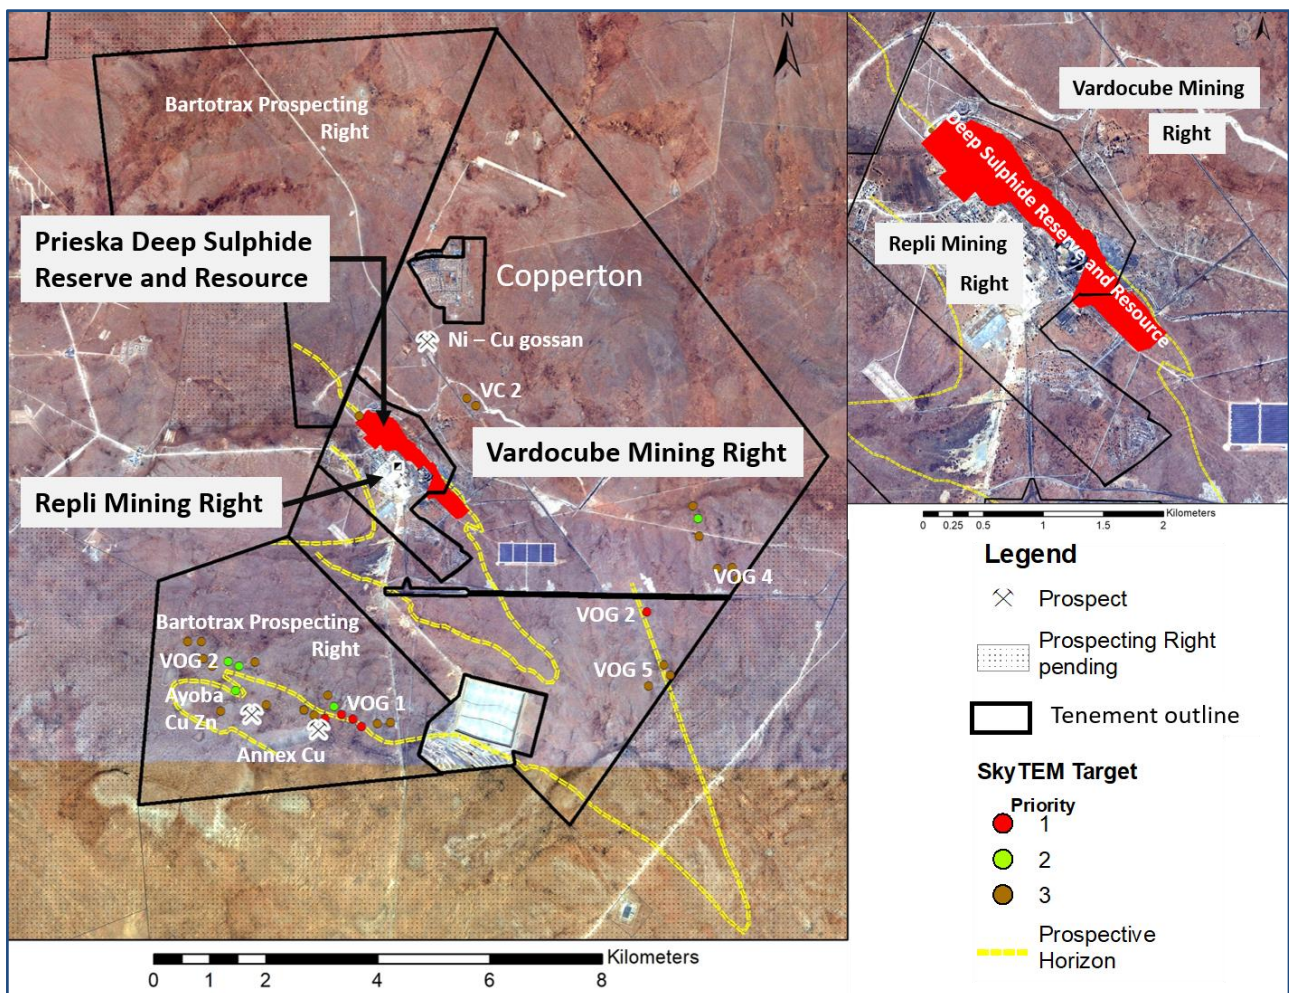 N
Bartotrax Prospecting
Right
Prieska Deep Sulphide
Reserve and Resource
Copperton
Ni – Cu gossan
VC 2
Vardocube Mining Right
Repli Mining Right
VOG 4
VOG 2
Bartotrax Prospecting
Right
VOG 2
VOG 5
Ayoba
Cu Zn
VOG 1
Annex Cu
Kilometers
0 1 2 4 6 8
N
Vardocube Mining
Right
Deep Sulphide Reserve and Resource
Repli Mining
Right
Kilometers
0 0.25 0.5 1 1.5 2
Legend
Prospect
Prospecting Right
pending
Tenement outline
SkyTEM Target
Priority
1
2
3
Prospective
Horizon